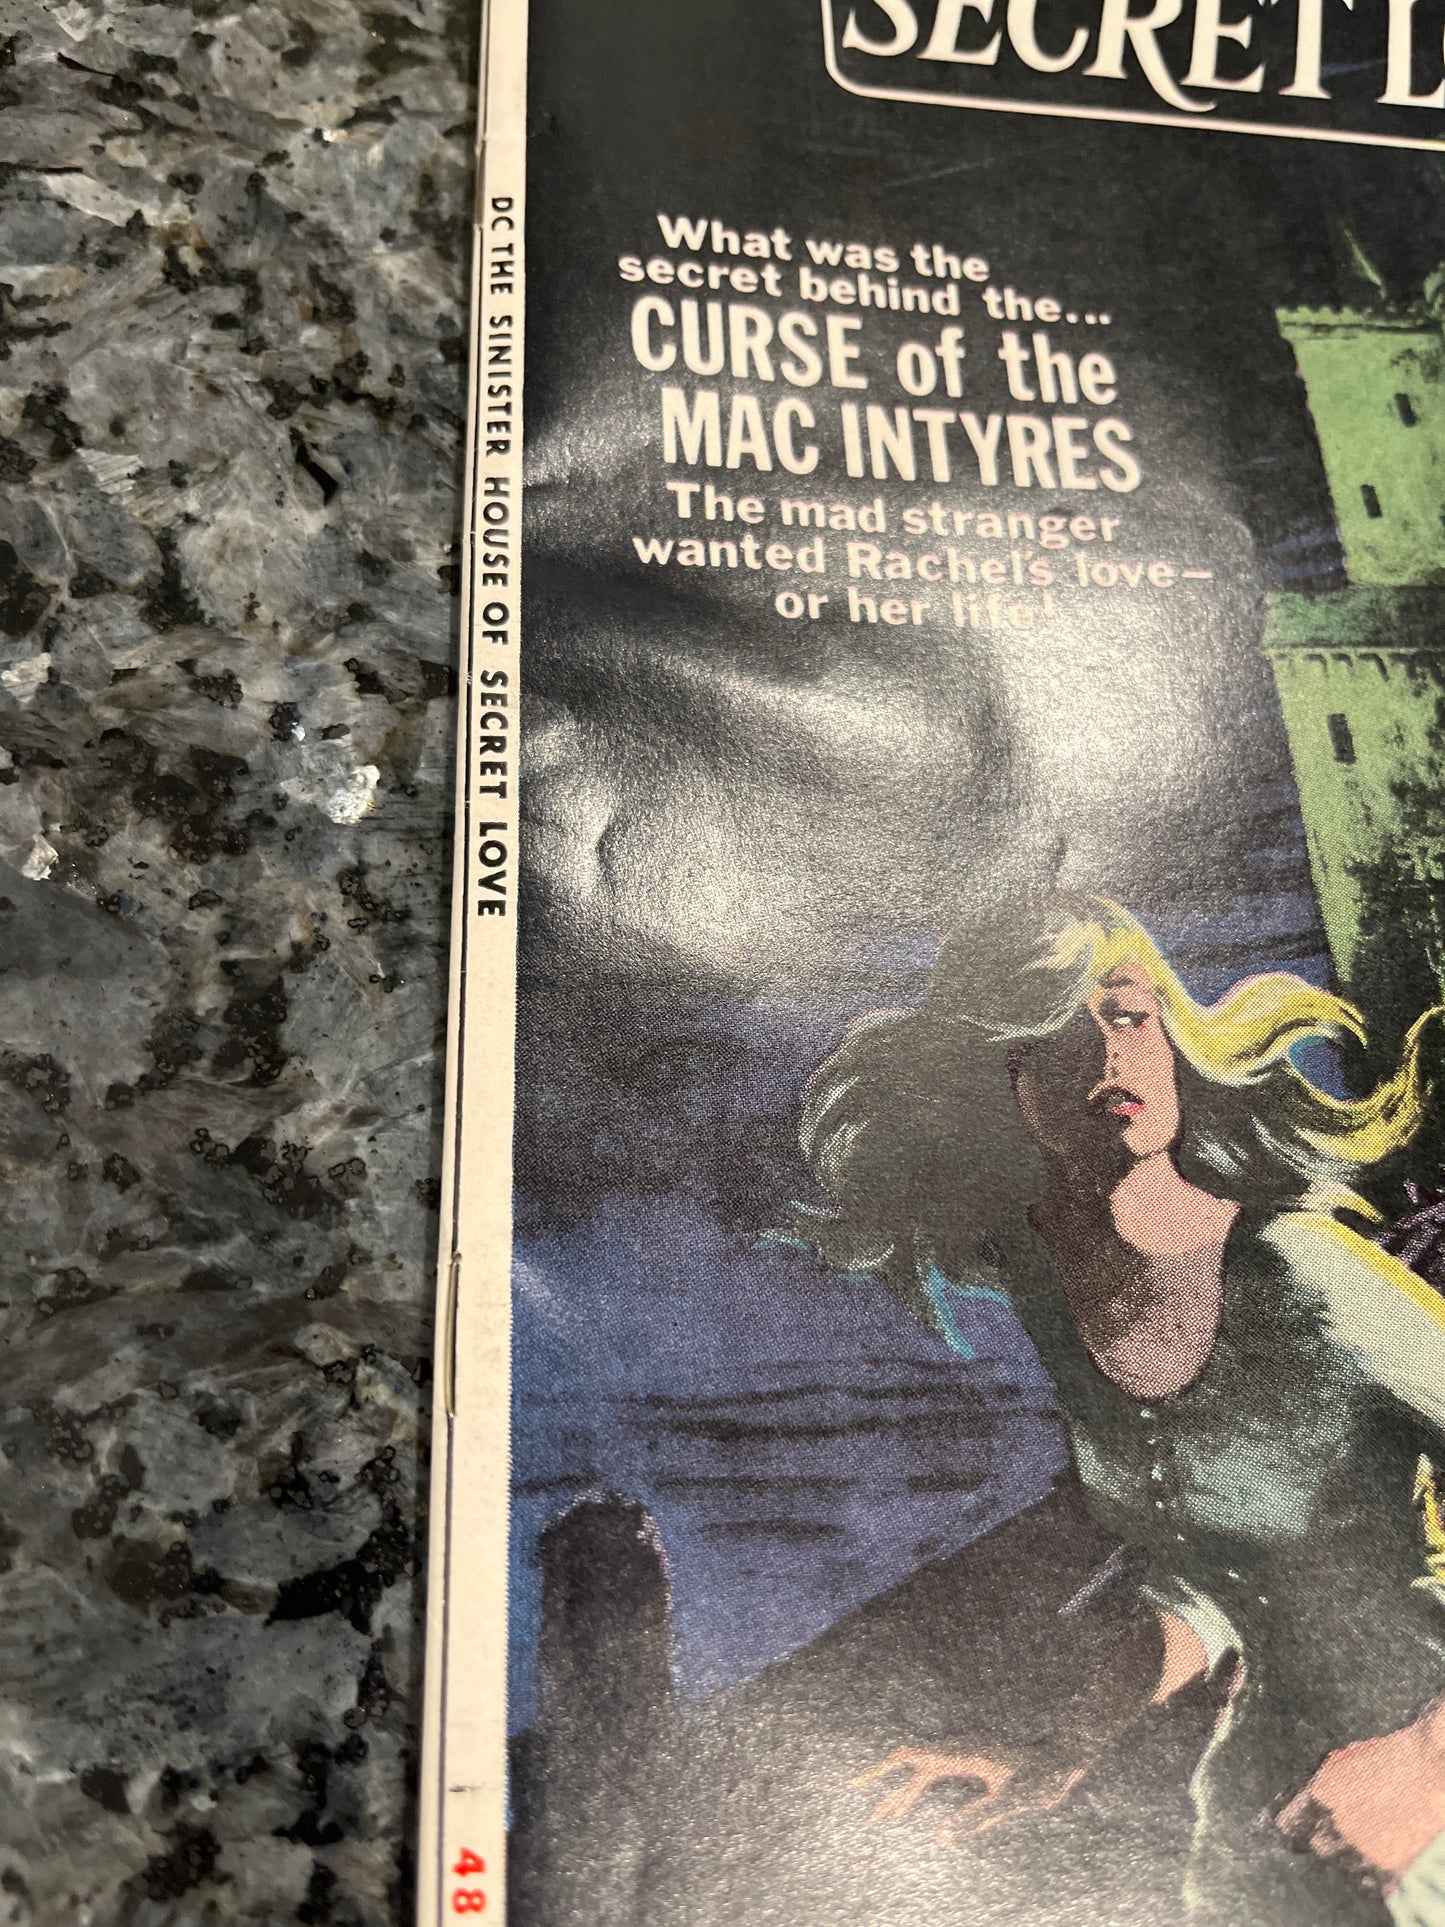 SECRET
DC THE SINISTER HOUSE OF SECRET LOVE
48
What was the
secret behind the...
CURSE of the
MAC INTYRES
The mad stranger
wanted Rachel's love—
or her life!